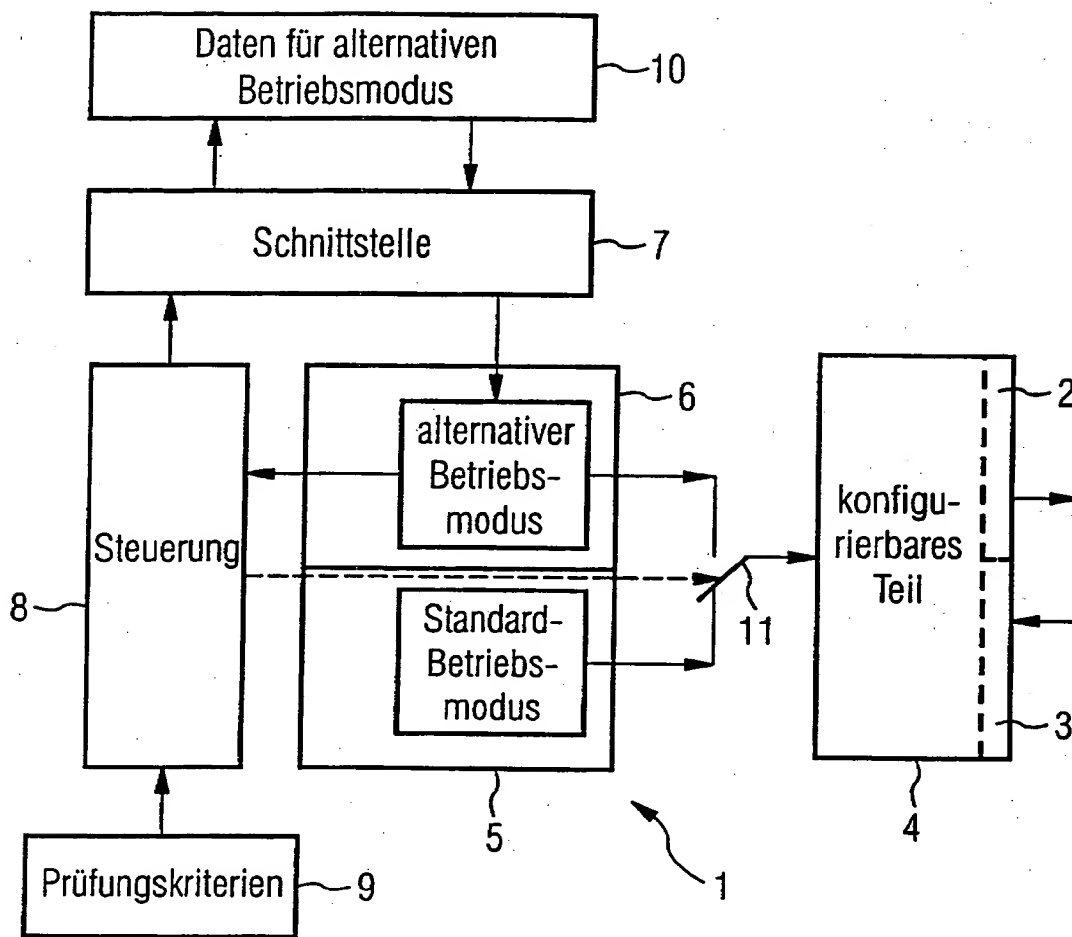 Daten für alternativen
Betriebsmodus
10
Schnittstelle
7
6
2
alternativer
Betriebs-
modus
konfigu-
rierbares
Teil
Steuerung
8
11
Standard-
Betriebs-
modus
3
5
4
1
Prüfungskriterien
9